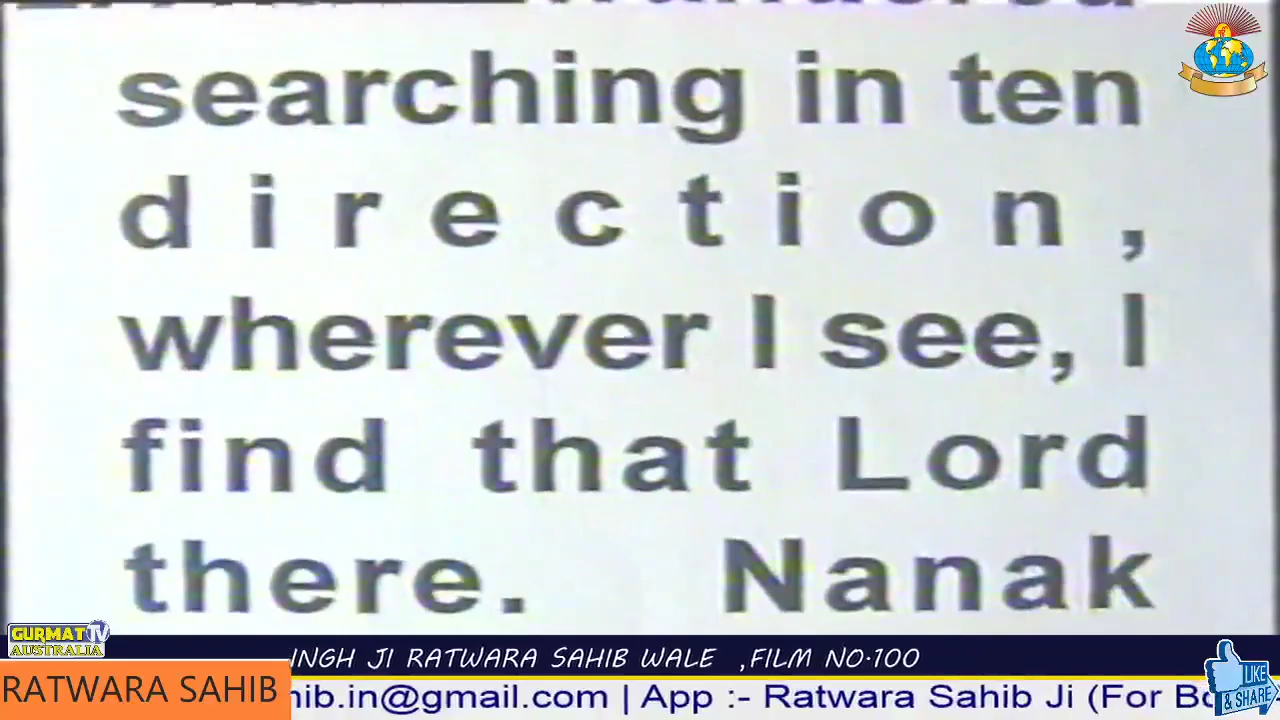 searching in ten
direction,
wherever I see, I
find that Lord
there. Nanak
GURMAT TV
AUSTRALIA
INGH JI RATWARA SAHIB WALE ,FILM NO.100
RATWARA SAHIB
hib.in@gmail.com | App :- Ratwara Sahib Ji (For Bo
LIKE
& SHARE